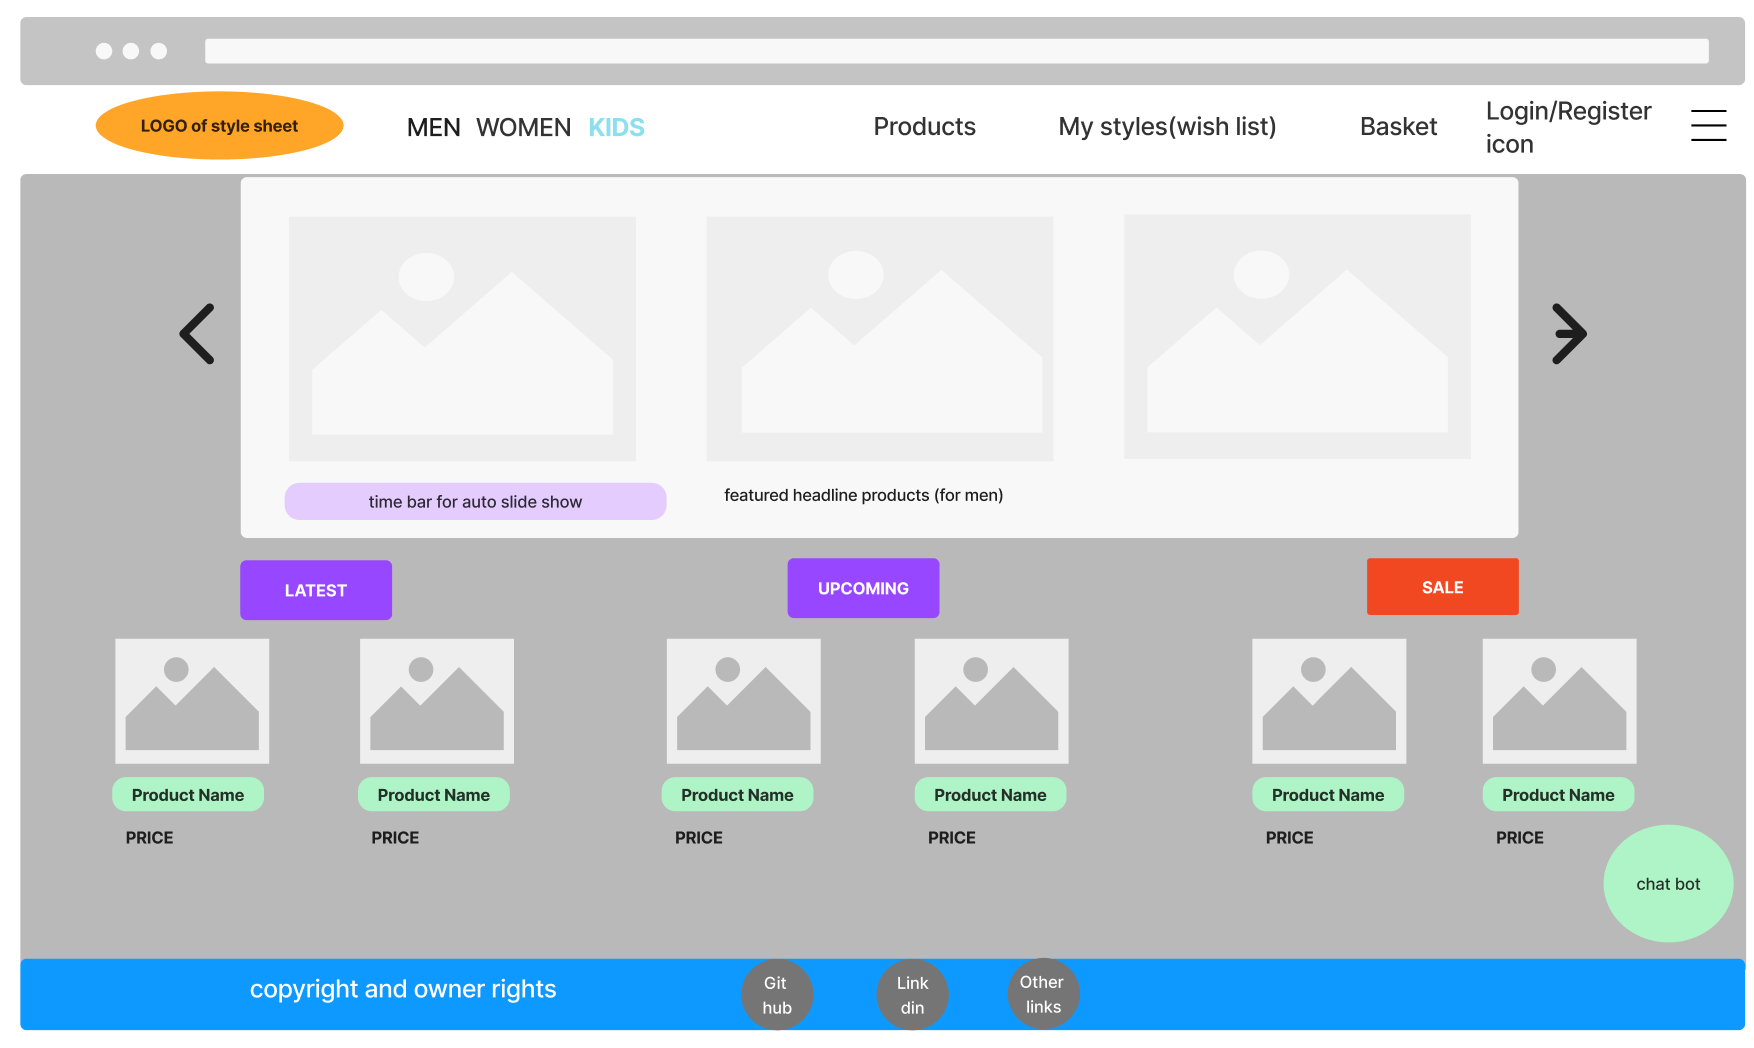 LOGO of style sheet
MEN WOMEN KIDS
Products
My styles(wish list)
Basket
Login/Register
icon
time bar for auto slide show
featured headline products (for men)
LATEST
UPCOMING
SALE
Product Name
Product Name
Product Name
Product Name
Product Name
Product Name
PRICE
PRICE
PRICE
PRICE
PRICE
PRICE
chat bot
copyright and owner rights
Git
hub
Link
din
Other
links